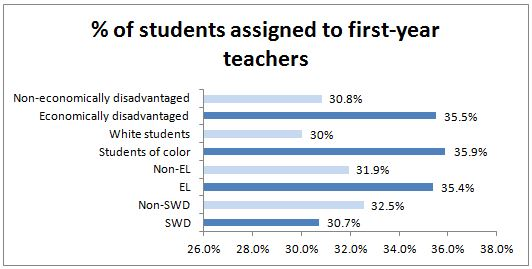 % of students assigned to first-year
teachers
Non-economically disadvantaged 30.8%
Economically disadvantaged 35.5%
White students 30%
Students of color 35.9%
Non-EL 31.9%
EL 35.4%
Non-SWD 32.5%
SWD 30.7%
26.0% 28.0% 30.0% 32.0% 34.0% 36.0% 38.0%